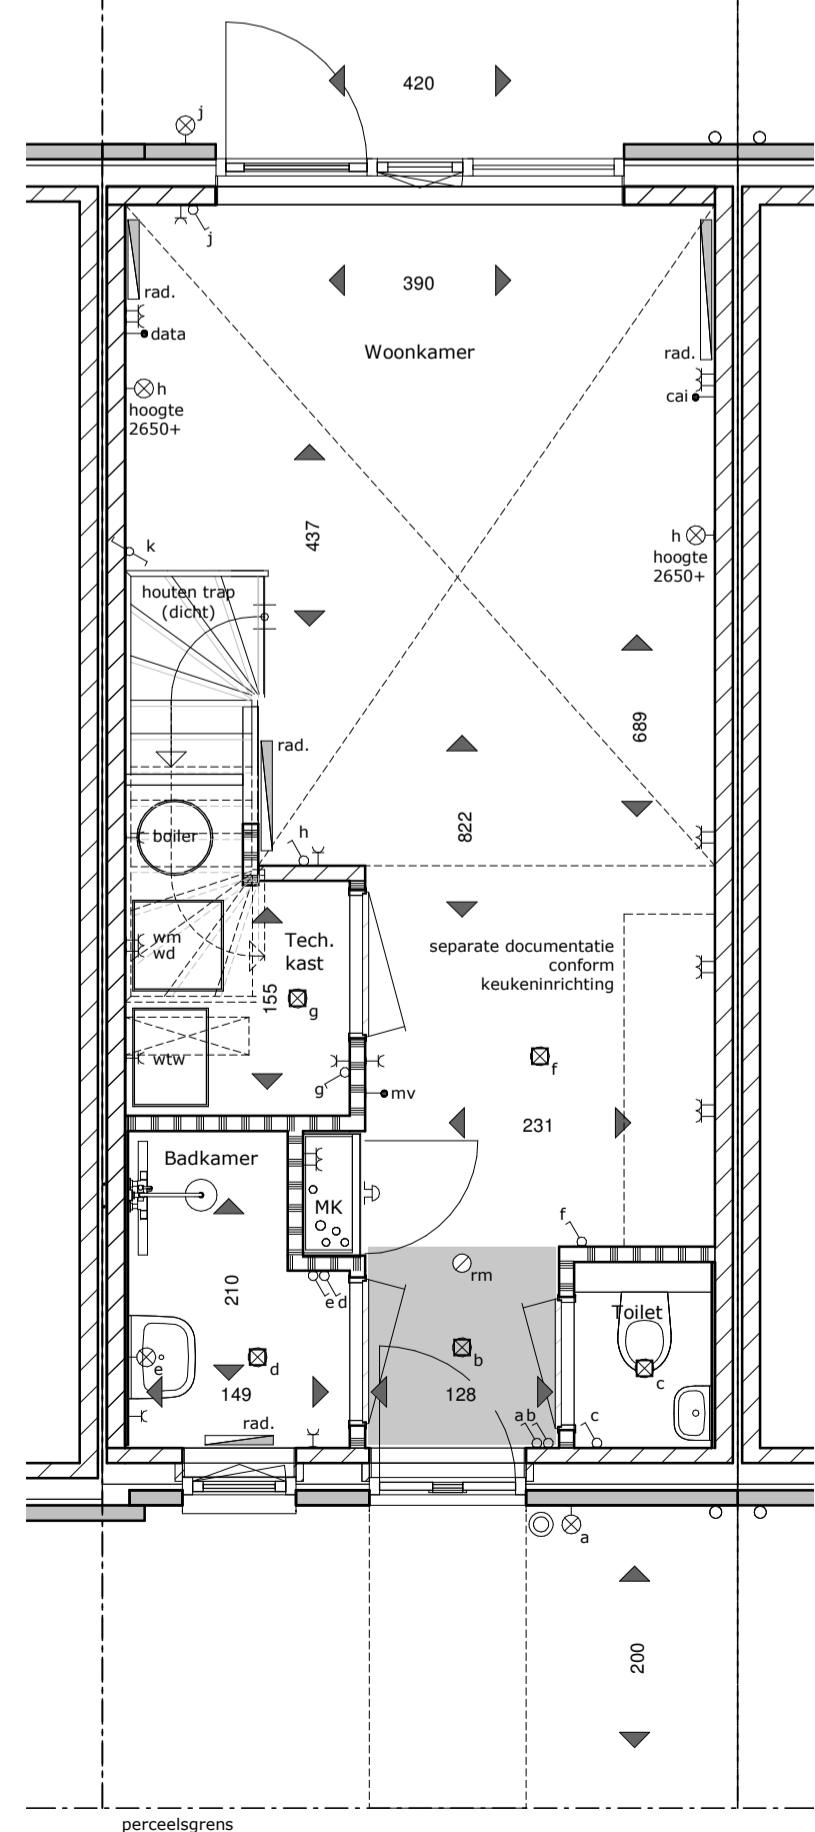 420
j
j
rad.
data
390
Woonkamer
rad.
cai
h
hoogte
2650+
437
h
hoogte
2650+
k
houten trap
(dicht)
689
rad.
822
h
boiler
wm
wd
Tech.
kast
155
g
separate documentatie
conform
keukeninrichting
wtw
f
g
mv
231
Badkamer
MK
f
rm
210
e d
Toilet
b
c
e
d
149
128
rad.
a b
c
a
200
perceelsgrens